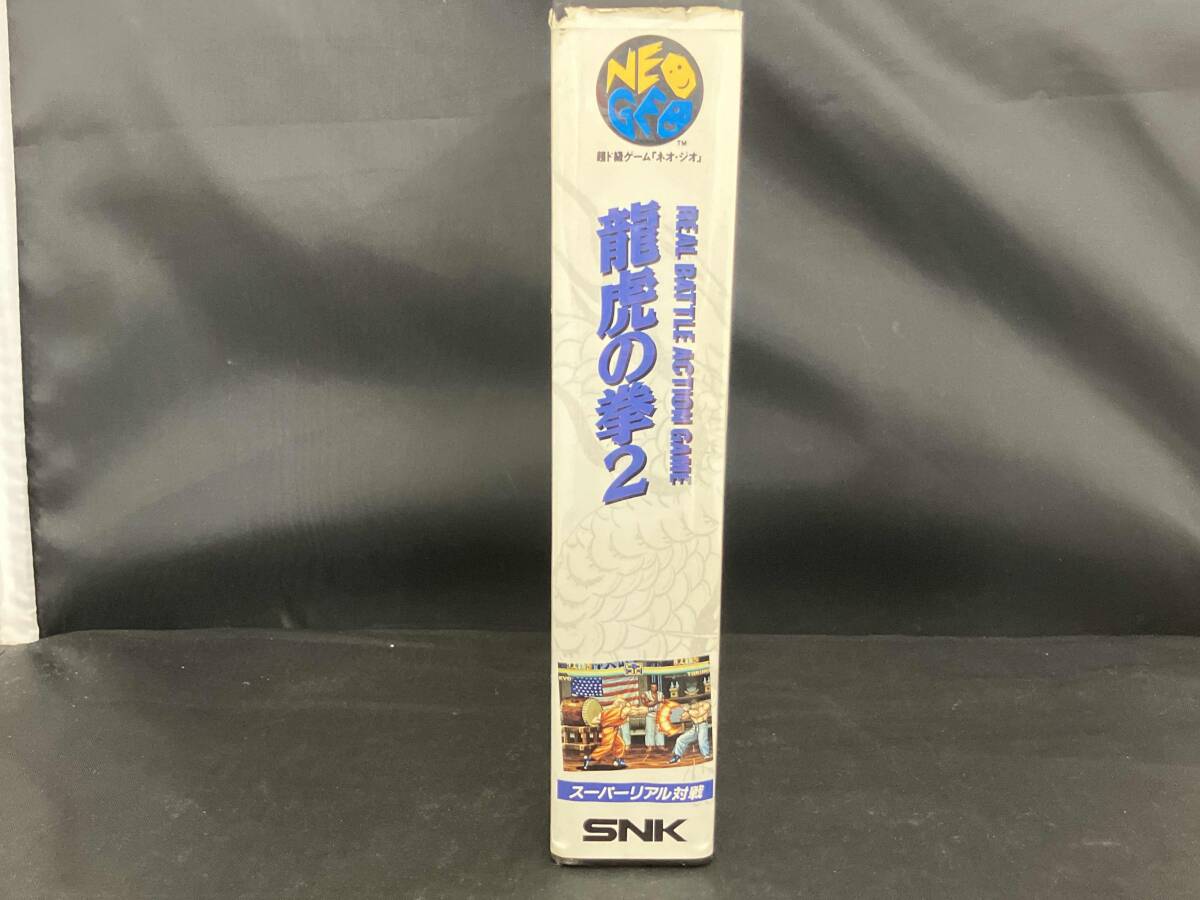 NEO
GEO
TM
超ド級ゲーム「ネオ・ジオ」
REAL BATTLE ACTION GAME
龍虎の拳2
スーパーリアル対戦
SNK